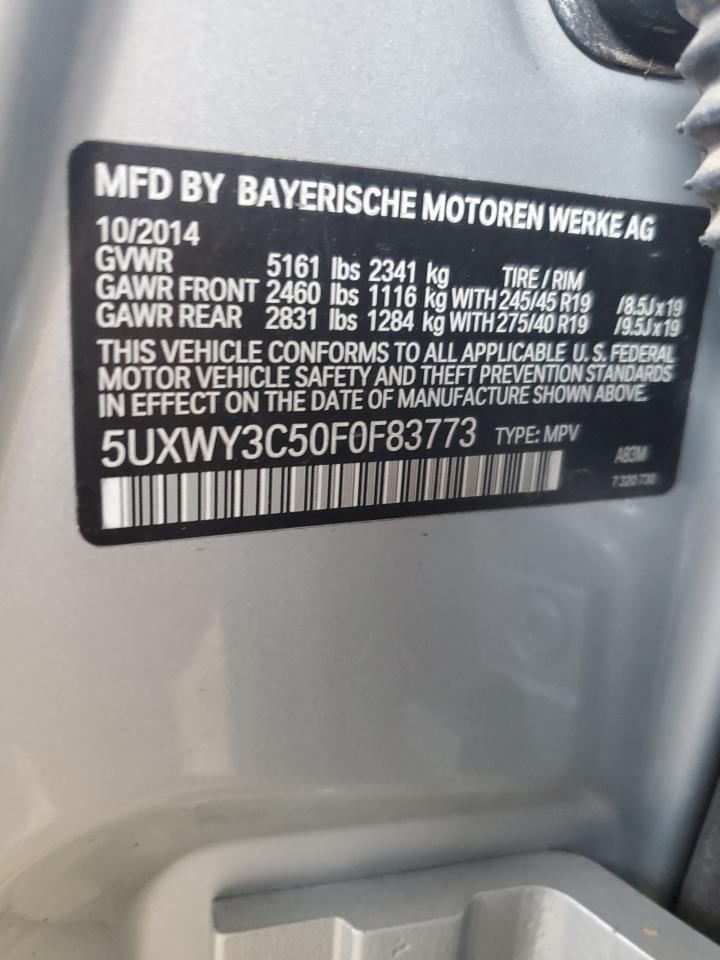 MFD BY BAYERISCHE MOTOREN WERKE AG
10/2014
GVWR 5161 lbs 2341 kg TIRE / RIM
GAWR FRONT 2460 lbs 1116 kg WITH 245/45 R19 /8.5J x 19
GAWR REAR 2831 lbs 1284 kg WITH 275/40 R19 /9.5J x 19
THIS VEHICLE CONFORMS TO ALL APPLICABLE U. S. FEDERAL
MOTOR VEHICLE SAFETY AND THEFT PREVENTION STANDARDS
IN EFFECT ON THE DATE OF MANUFACTURE SHOWN ABOVE.
5UXWY3C50F0F83773 TYPE: MPV A83M
7 320 730